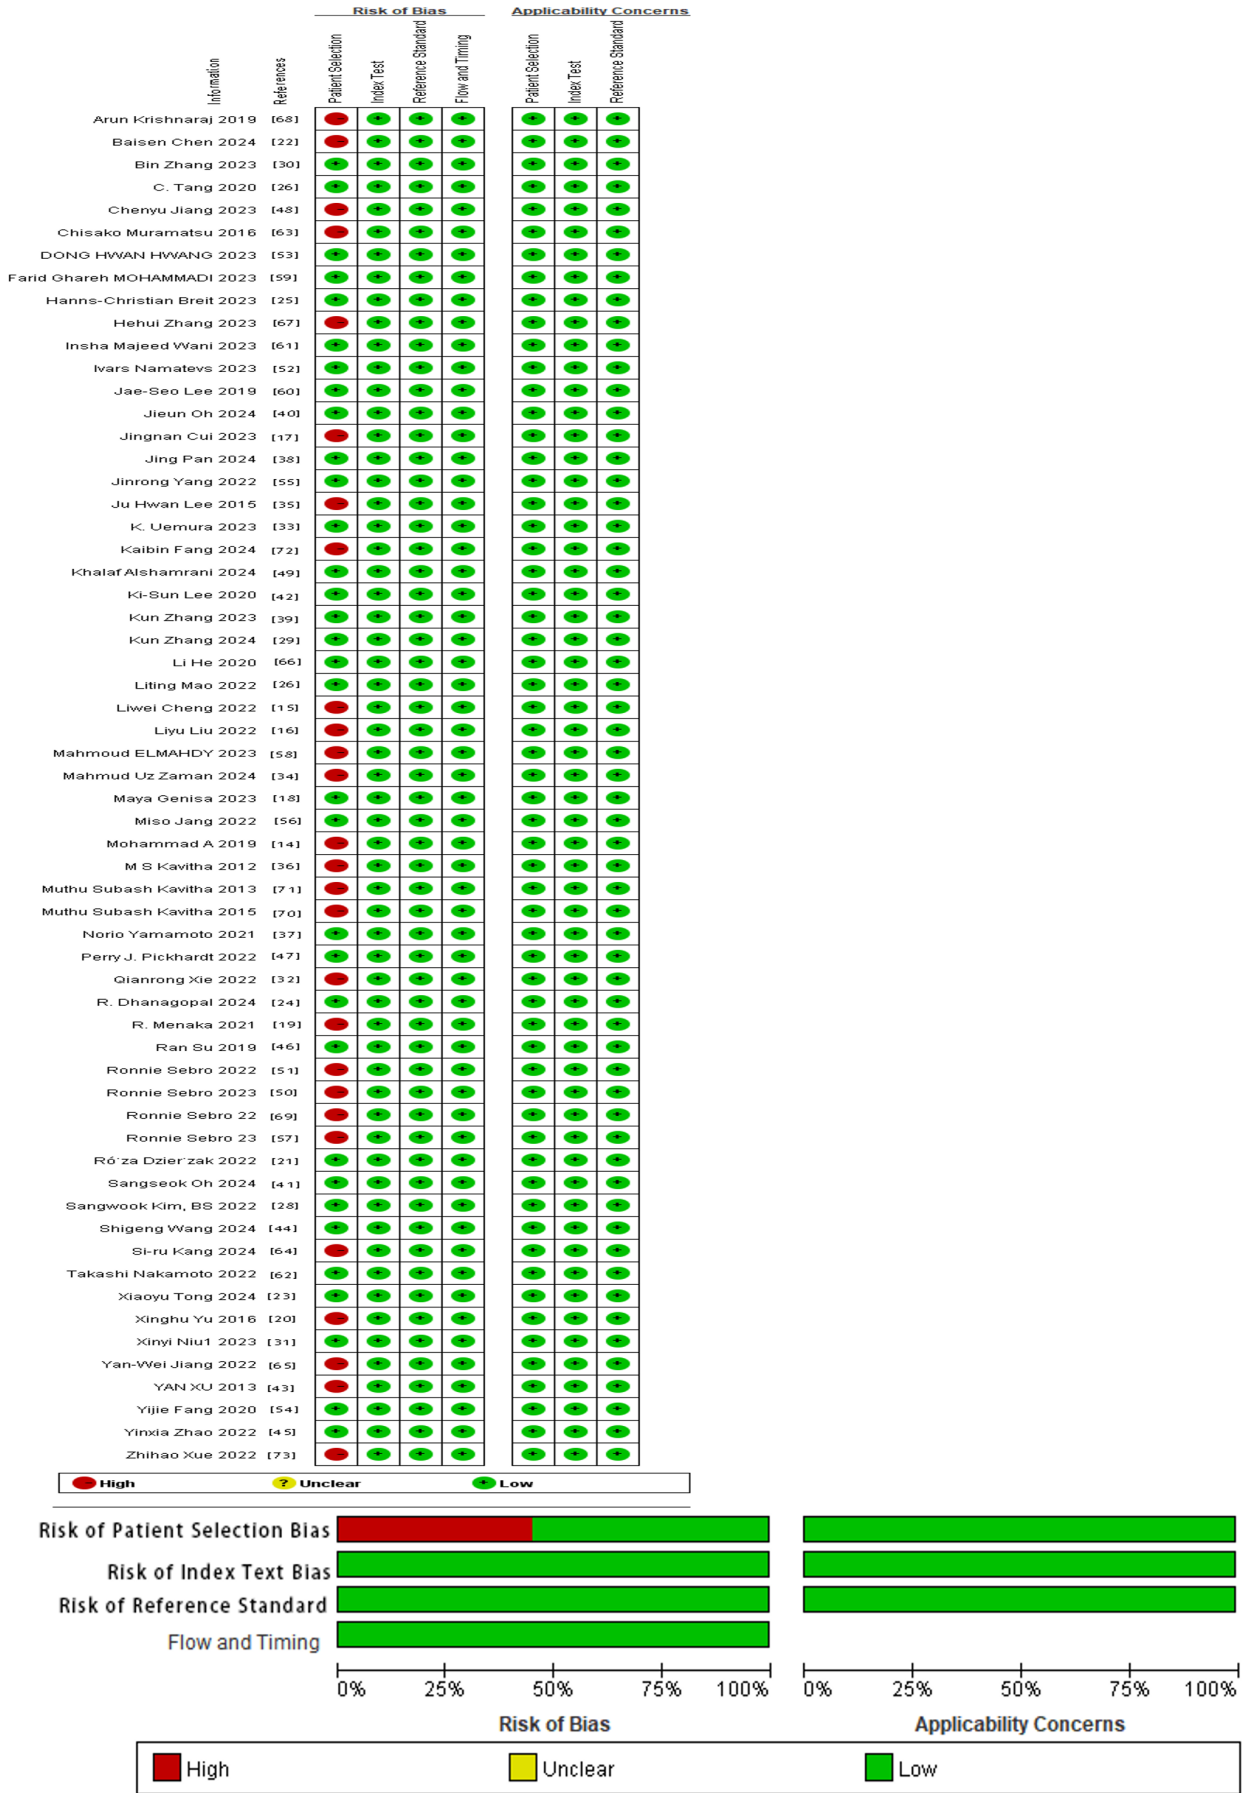 Risk of Bias Applicability Concerns
Information References Patient Selection Index Test Reference Standard Flow and Timing Patient Selection Index Test Reference Standard
Arun Krishnaraj 2019 [68]
Baisen Chen 2024 [22]
Bin Zhang 2023 [30]
C. Tang 2020 [26]
Chenyu Jiang 2023 [48]
Chisako Muramatsu 2016 [63]
DONG HWAN HWANG 2023 [53]
Farid Ghareh MOHAMMADI 2023 [59]
Hanns-Christian Breit 2023 [25]
Hehui Zhang 2023 [67]
Insha Majeed Wani 2023 [61]
Ivars Namatevs 2023 [52]
Jae-Seo Lee 2019 [60]
Jieun Oh 2024 [40]
Jingnan Cui 2023 [17]
Jing Pan 2024 [38]
Jinrong Yang 2022 [55]
Ju Hwan Lee 2015 [35]
K. Uemura 2023 [33]
Kaibin Fang 2024 [72]
Khalaf Alshamrani 2024 [49]
Ki-Sun Lee 2020 [42]
Kun Zhang 2023 [39]
Kun Zhang 2024 [29]
Li He 2020 [66]
Liting Mao 2022 [26]
Liwei Cheng 2022 [15]
Liyu Liu 2022 [16]
Mahmoud ELMAHDY 2023 [58]
Mahmud Uz Zaman 2024 [34]
Maya Genisa 2023 [18]
Miso Jang 2022 [56]
Mohammad A 2019 [14]
M S Kavitha 2012 [36]
Muthu Subash Kavitha 2013 [71]
Muthu Subash Kavitha 2015 [70]
Norio Yamamoto 2021 [37]
Perry J. Pickhardt 2022 [47]
Qianrong Xie 2022 [32]
R. Dhanagopal 2024 [24]
R. Menaka 2021 [19]
Ran Su 2019 [46]
Ronnie Sebro 2022 [51]
Ronnie Sebro 2023 [50]
Ronnie Sebro 22 [69]
Ronnie Sebro 23 [57]
Ró˙za Dzier˙zak 2022 [21]
Sangseok Oh 2024 [41]
Sangwook Kim, BS 2022 [28]
Shigeng Wang 2024 [44]
Si-ru Kang 2024 [64]
Takashi Nakamoto 2022 [62]
Xiaoyu Tong 2024 [23]
Xinghu Yu 2016 [20]
Xinyi Niu1 2023 [31]
Yan-Wei Jiang 2022 [65]
YAN XU 2013 [43]
Yijie Fang 2020 [54]
Yinxia Zhao 2022 [45]
Zhihao Xue 2022 [73]
High ? Unclear Low
Risk of Patient Selection Bias
Risk of Index Text Bias
Risk of Reference Standard
Flow and Timing
0% 25% 50% 75% 100% 0% 25% 50% 75% 100%
Risk of Bias Applicability Concerns
High Unclear Low